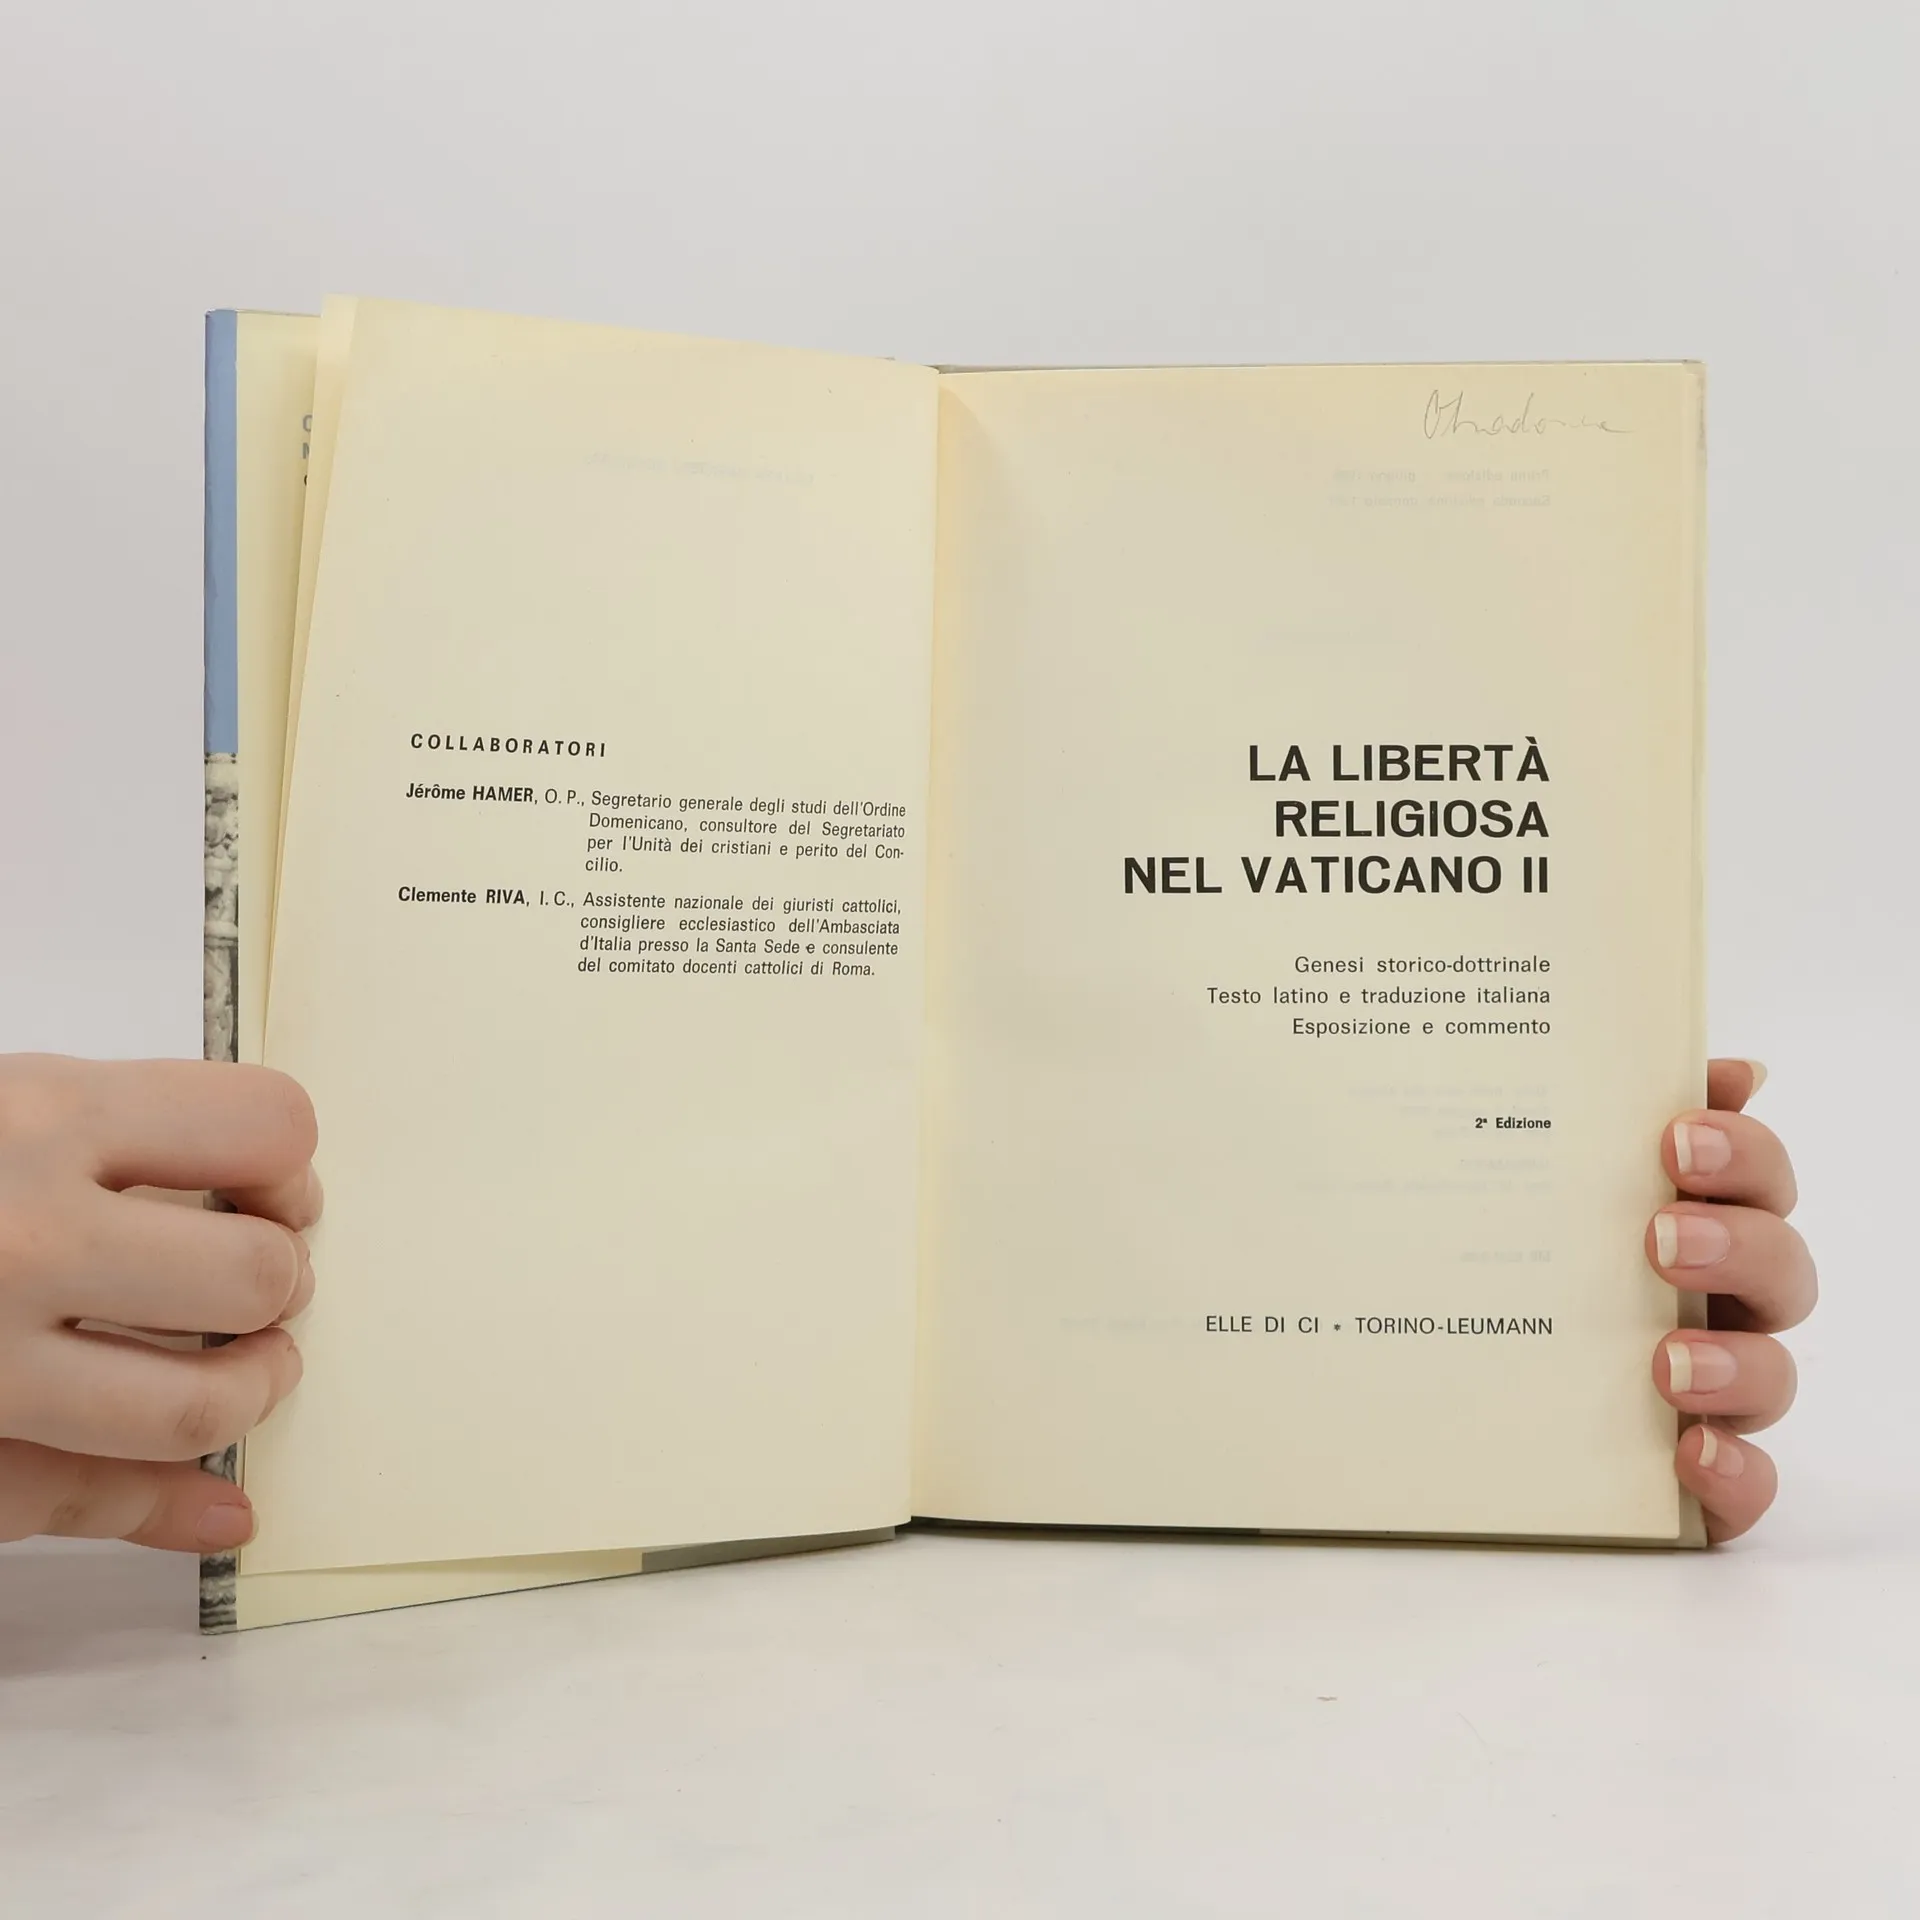 COLLABORATORI
Jérôme HAMER, O. P., Segretario generale degli studi dell'Ordine
Domenicano, consultore del Segretariato
per l'Unità dei cristiani e perito del Con-
cilio.
Clemente RIVA, I. C., Assistente nazionale dei giuristi cattolici,
consigliere ecclesiastico dell'Ambasciata
d'Italia presso la Santa Sede e consulente
del comitato docenti cattolici di Roma.
LA LIBERTÀ
RELIGIOSA
NEL VATICANO II
Genesi storico-dottrinale
Testo latino e traduzione italiana
Esposizione e commento
2ª Edizione
ELLE DI CI * TORINO-LEUMANN